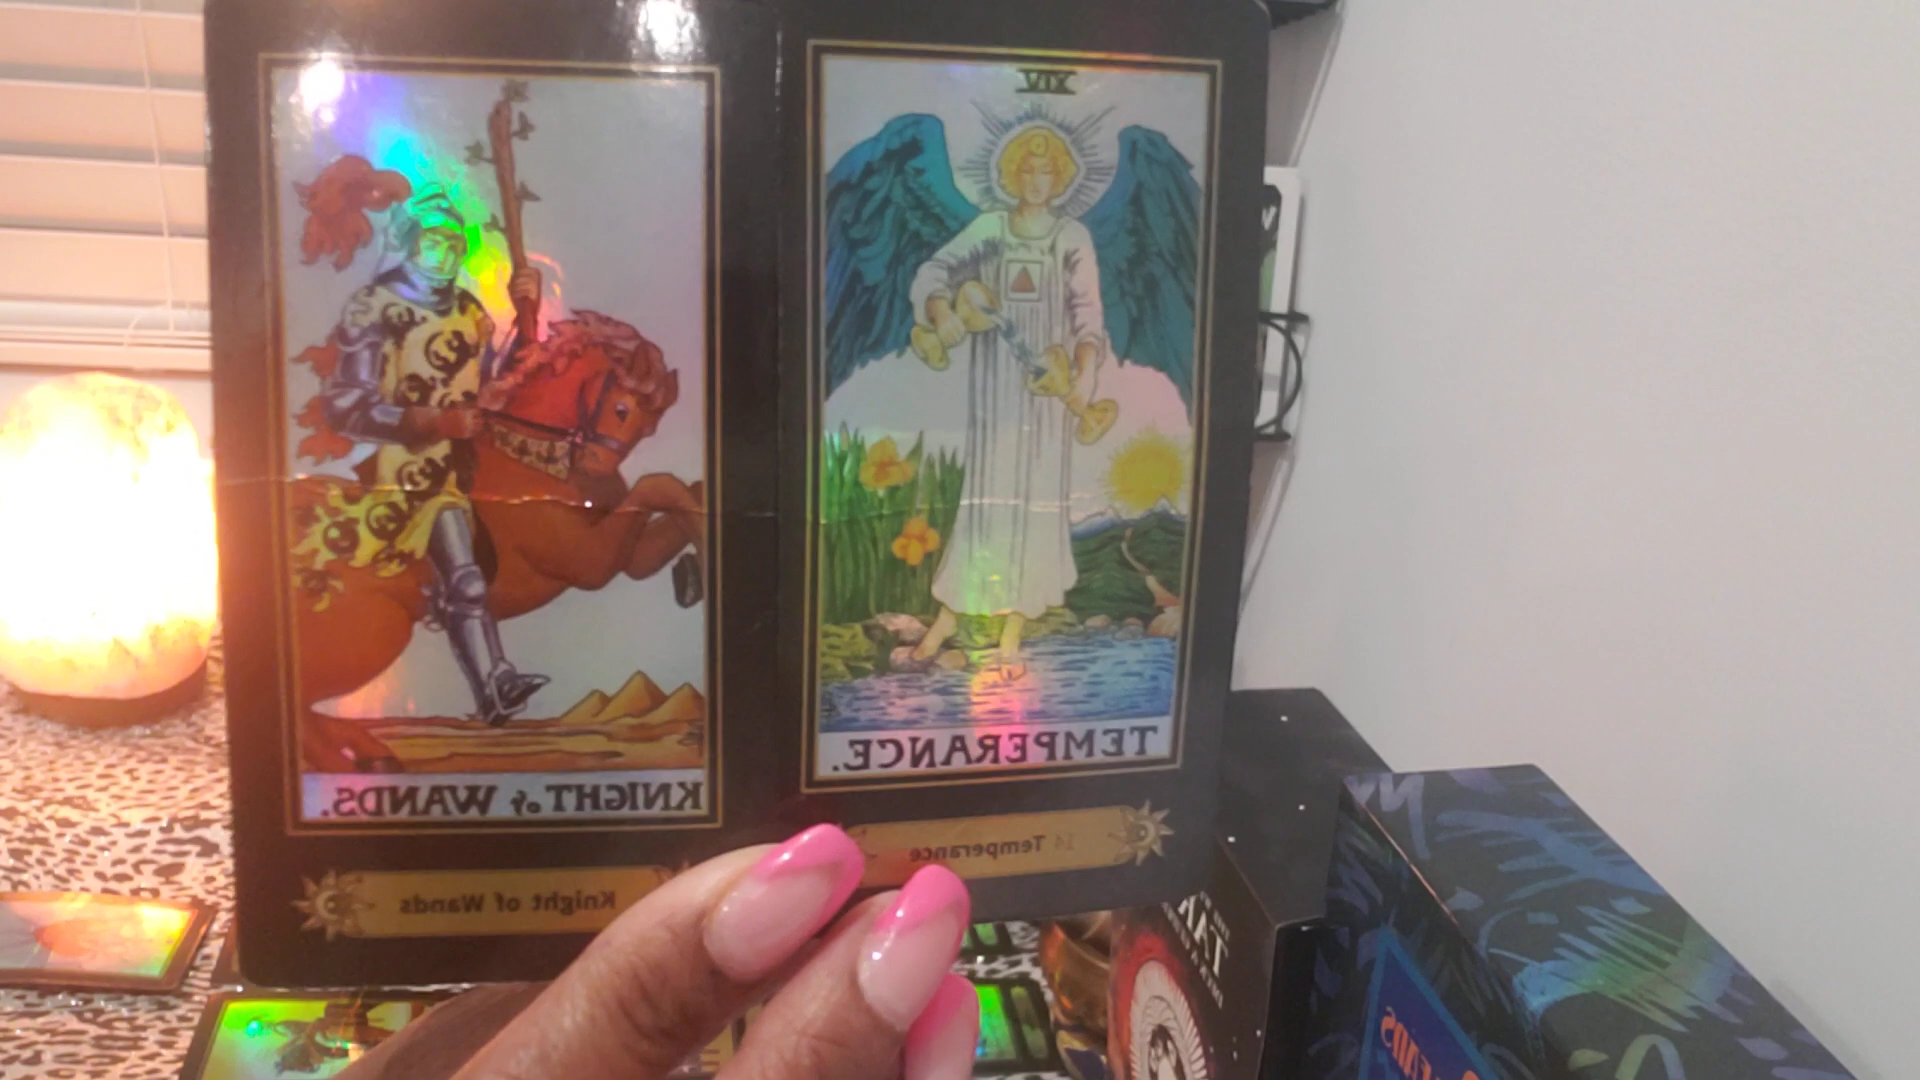 XIV
TEMPERANCE.
KNIGHT of WANDS.
14 Temperance
Knight of Wands